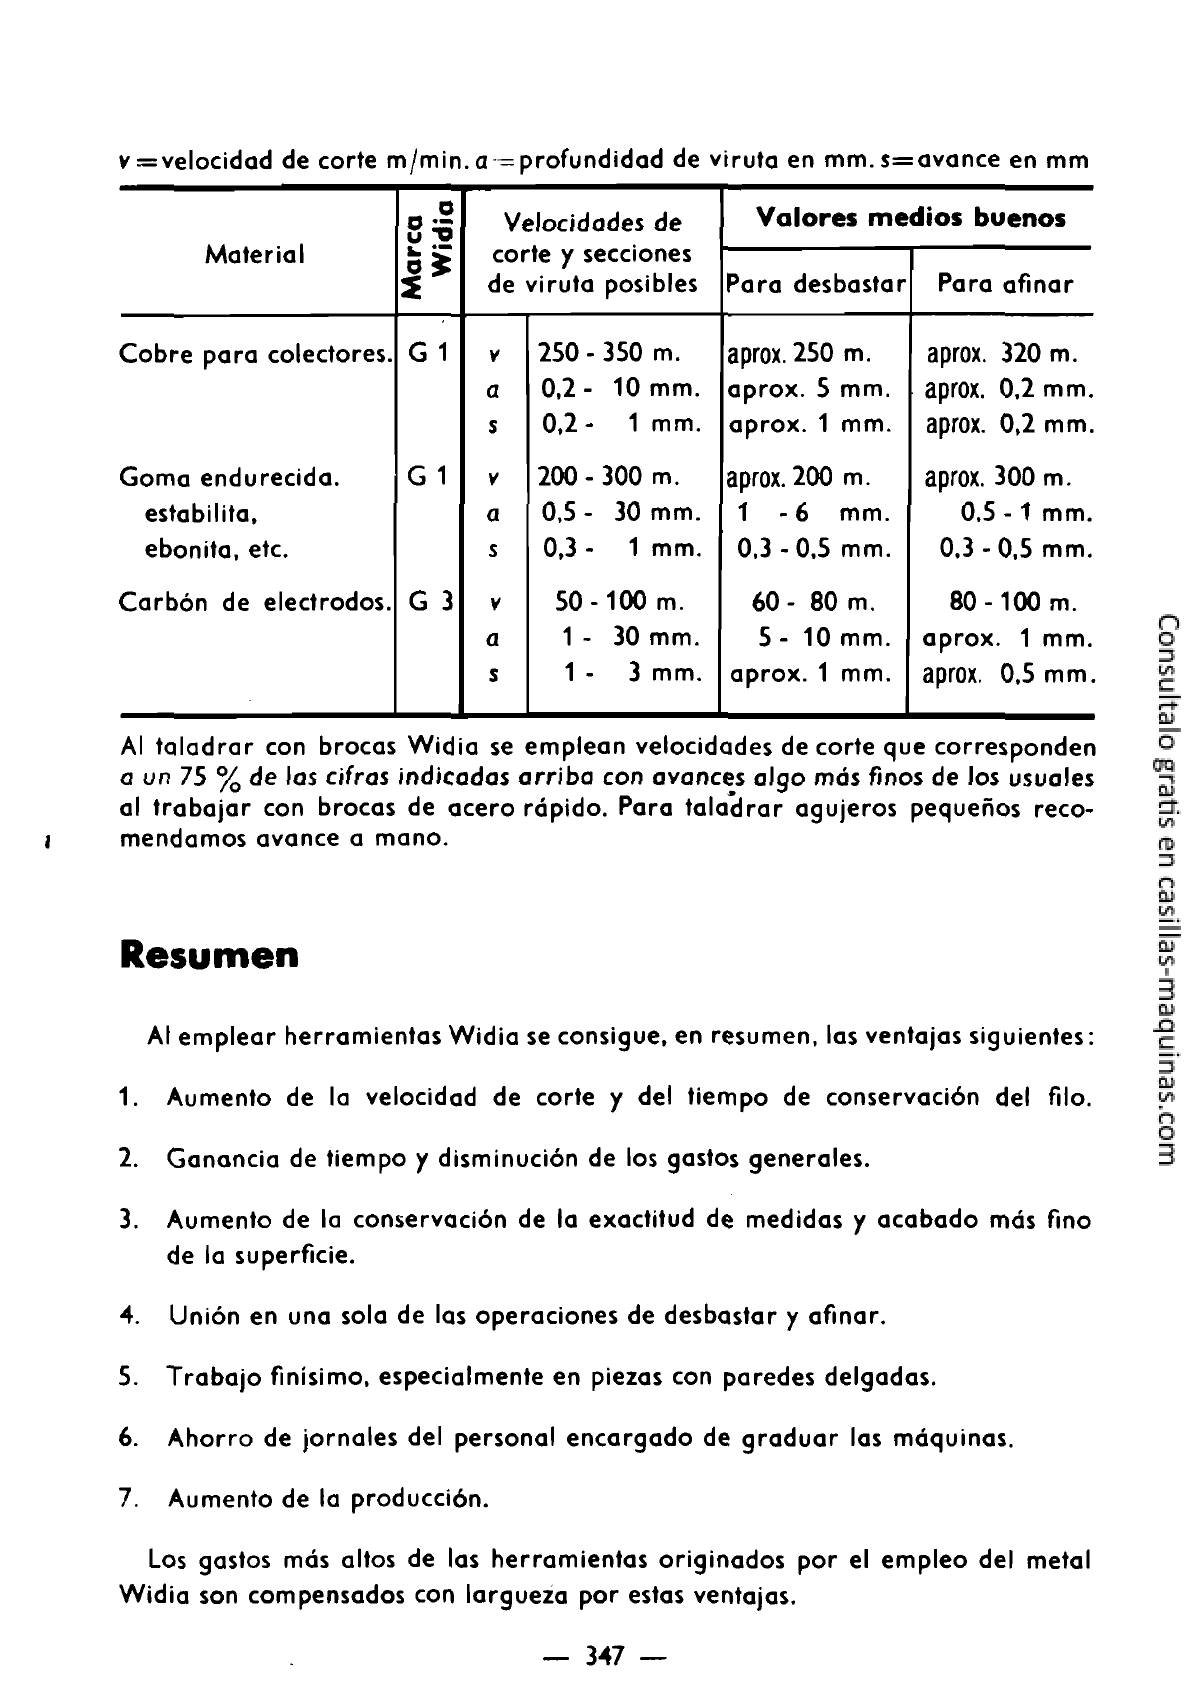 v = velocidad de corte m/min. a = profundidad de viruta en mm. s = avance en mm
Material
Marca
Widia
Velocidades de
corte y secciones
de viruta posibles
Valores medios buenos
Para desbastar
Para afinar
Cobre para colectores. G 1 v 250 - 350 m. aprox. 250 m. aprox. 320 m.
a 0,2 - 10 mm. aprox. 5 mm. aprox. 0,2 mm.
s 0,2 - 1 mm. aprox. 1 mm. aprox. 0,2 mm.
Goma endurecida. G 1 v 200 - 300 m. aprox. 200 m. aprox. 300 m.
estabilita, a 0,5 - 30 mm. 1 - 6 mm. 0,5 - 1 mm.
ebonita, etc. s 0,3 - 1 mm. 0,3 - 0,5 mm. 0,3 - 0,5 mm.
Carbón de electrodos. G 3 v 50 - 100 m. 60 - 80 m. 80 - 100 m.
a 1 - 30 mm. 5 - 10 mm. aprox. 1 mm.
s 1 - 3 mm. aprox. 1 mm. aprox. 0,5 mm.
Al taladrar con brocas Widia se emplean velocidades de corte que corresponden
a un 75 % de las cifras indicadas arriba con avances algo más finos de los usuales
al trabajar con brocas de acero rápido. Para taladrar agujeros pequeños reco-
mendamos avance a mano.
Resumen
Al emplear herramientas Widia se consigue, en resumen, las ventajas siguientes:
1. Aumento de la velocidad de corte y del tiempo de conservación del filo.
2. Ganancia de tiempo y disminución de los gastos generales.
3. Aumento de la conservación de la exactitud de medidas y acabado más fino
de la superficie.
4. Unión en una sola de las operaciones de desbastar y afinar.
5. Trabajo finísimo, especialmente en piezas con paredes delgadas.
6. Ahorro de jornales del personal encargado de graduar las máquinas.
7. Aumento de la producción.
Los gastos más altos de las herramientas originados por el empleo del metal
Widia son compensados con largueza por estas ventajas.
— 347 —
Consultalo gratis en casillas-maquinas.com